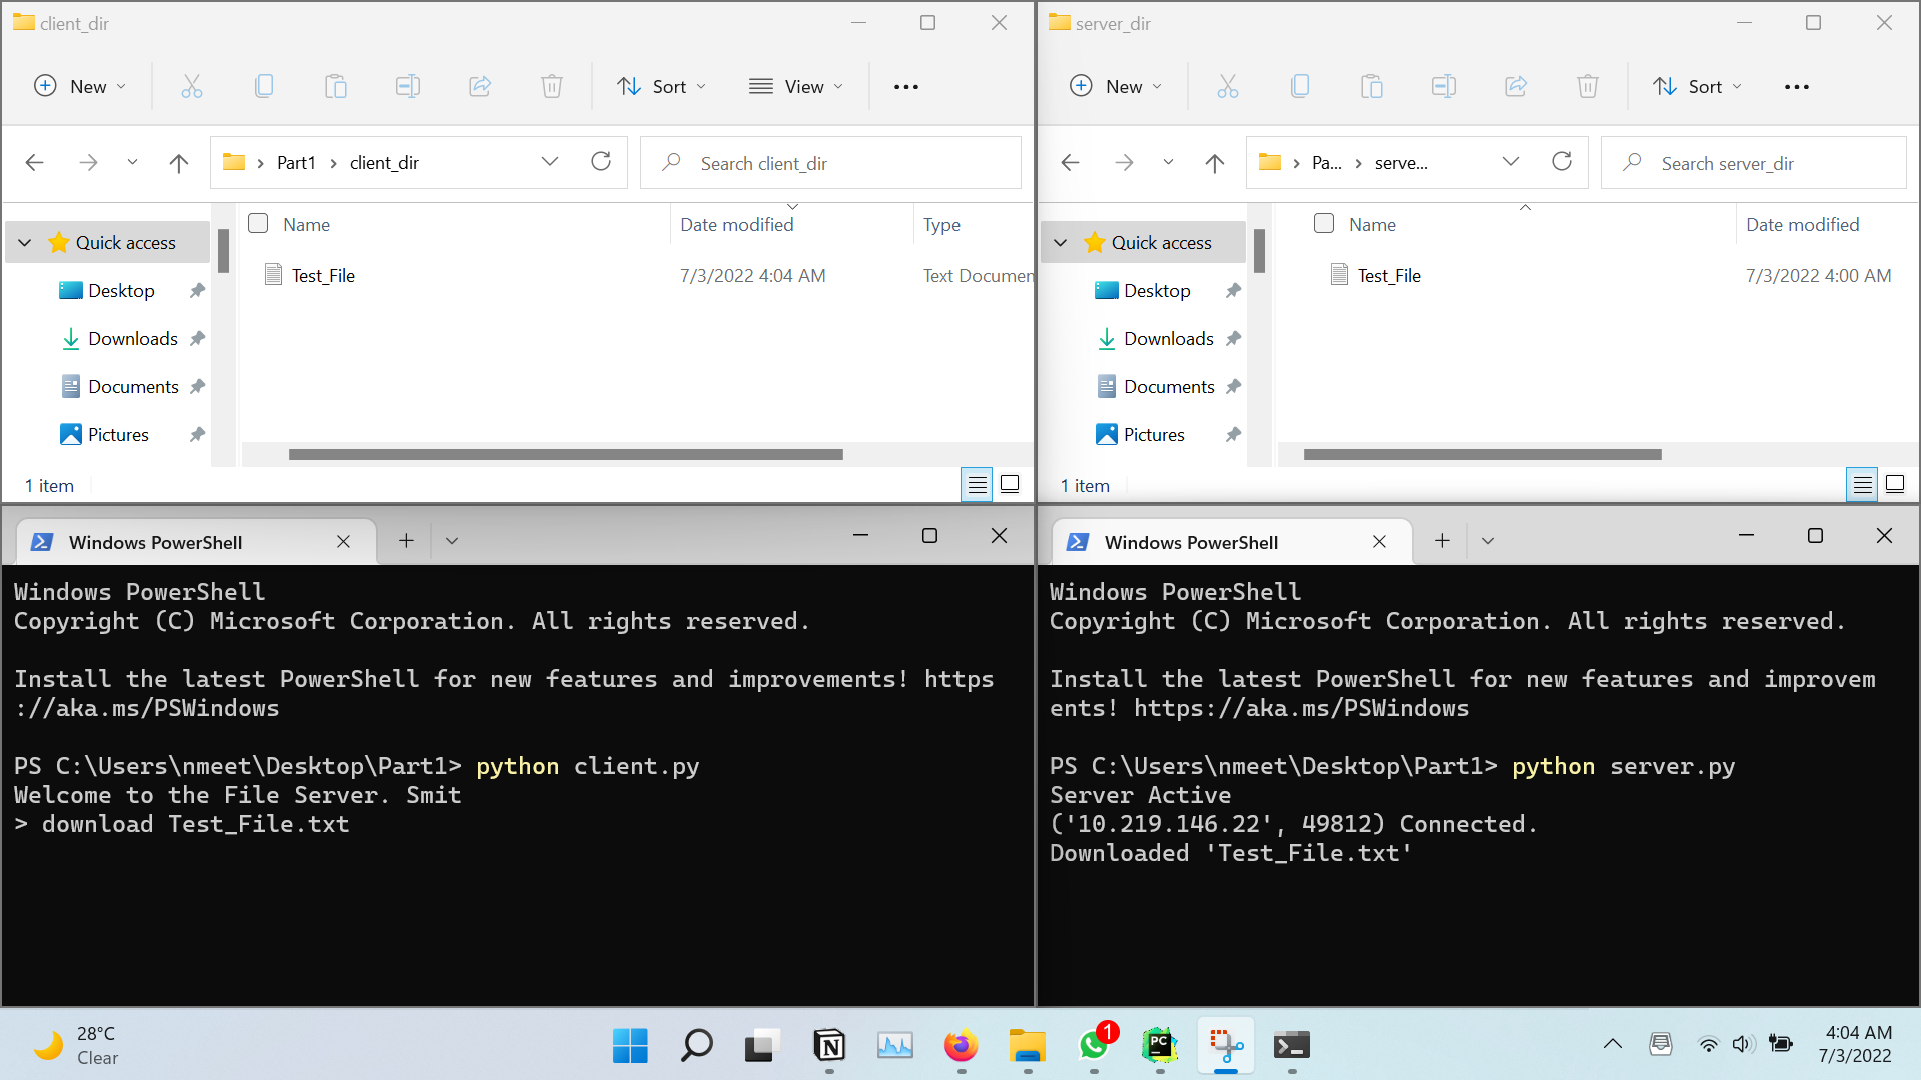 client_dir
New
Sort
View
Part1
client_dir
Search client_dir
Name
Date modified
Type
Quick access
Test_File
7/3/2022 4:04 AM
Text Documen
Desktop
Downloads
Documents
Pictures
1 item
server_dir
New
Sort
Pa...
serve...
Search server_dir
Name
Date modified
Quick access
Test_File
7/3/2022 4:00 AM
Desktop
Downloads
Documents
Pictures
1 item
Windows PowerShell
Windows PowerShell
Copyright (C) Microsoft Corporation. All rights reserved.
Install the latest PowerShell for new features and improvements! https
://aka.ms/PSWindows
PS C:\Users\nmeet\Desktop\Part1> python client.py
Welcome to the File Server. Smit
> download Test_File.txt
Windows PowerShell
Windows PowerShell
Copyright (C) Microsoft Corporation. All rights reserved.
Install the latest PowerShell for new features and improvem
ents! https://aka.ms/PSWindows
PS C:\Users\nmeet\Desktop\Part1> python server.py
Server Active
('10.219.146.22', 49812) Connected.
Downloaded 'Test_File.txt'
28°C
Clear
N
1
PC
4:04 AM
7/3/2022